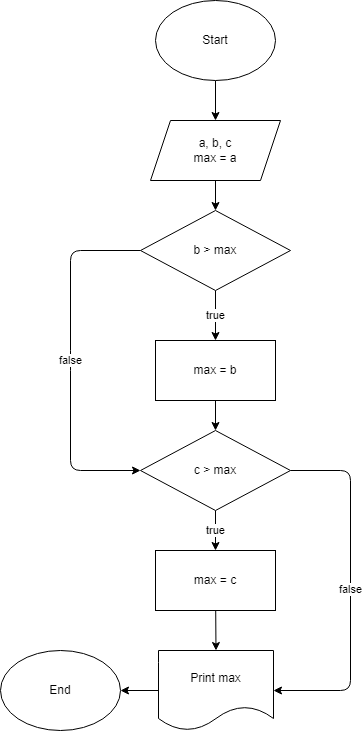 Start
a, b, c
max = a
b > max
true
false
max = b
c > max
true
false
max = c
Print max
End